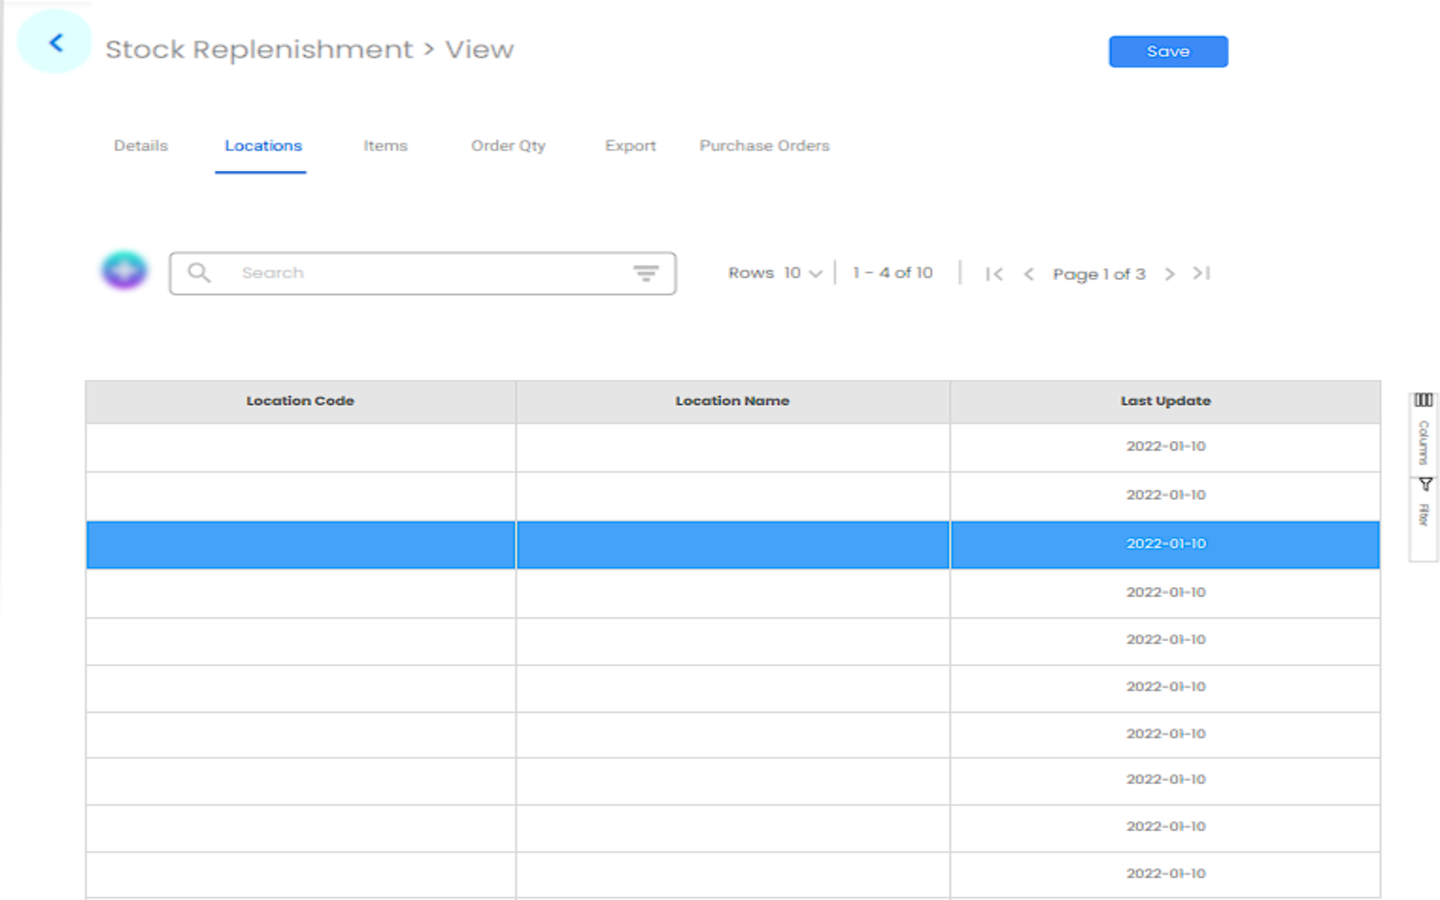 Stock Replenishment > View
Save
Details Locations Items Order Qty Export Purchase Orders
Search Rows 10 1 - 4 of 10 Page 1 of 3
Location Code Location Name Last Update
2022-01-10
2022-01-10
2022-01-10
2022-01-10
2022-01-10
2022-01-10
2022-01-10
2022-01-10
2022-01-10
2022-01-10
Columns
Filter